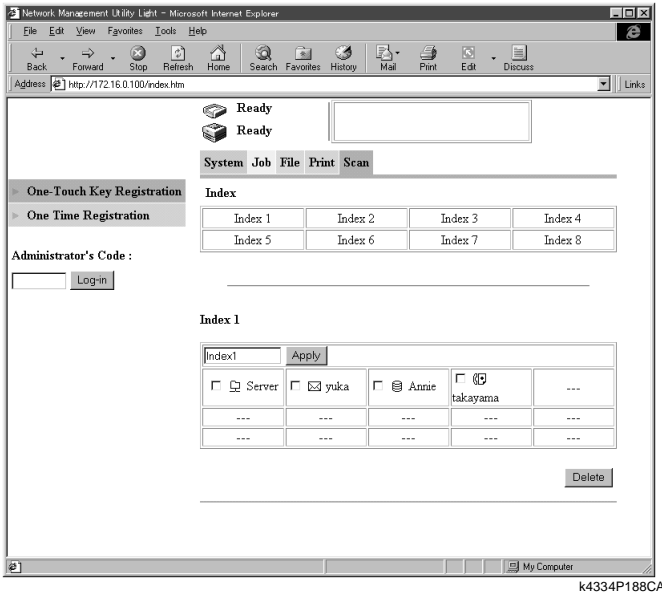 Network Management Utility Light - Microsoft Internet Explorer
File Edit View Favorites Tools Help
Back Forward Stop Refresh Home Search Favorites History Mail Print Edit Discuss
Address http://172.16.0.100/index.htm Links
Ready
Ready
System Job File Print Scan
One-Touch Key Registration
One Time Registration
Administrator's Code :
Log-in
Index
Index 1 Index 2 Index 3 Index 4
Index 5 Index 6 Index 7 Index 8
Index 1
Index1 Apply
Server yuka Annie takayama ---
--- --- --- --- ---
--- --- --- --- ---
Delete
My Computer
k4334P188CA